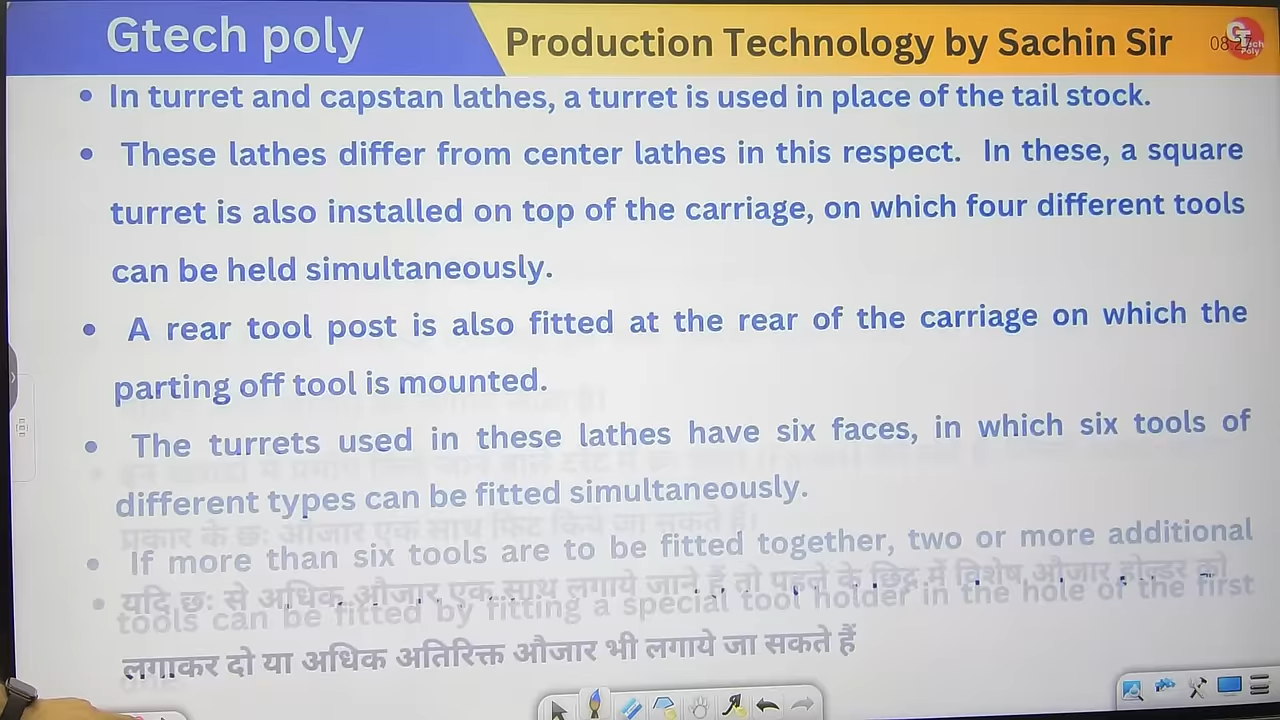 Gtech poly
Production Technology by Sachin Sir
• In turret and capstan lathes, a turret is used in place of the tail stock.
• These lathes differ from center lathes in this respect. In these, a square
turret is also installed on top of the carriage, on which four different tools
can be held simultaneously.
• A rear tool post is also fitted at the rear of the carriage on which the
parting off tool is mounted.
• The turrets used in these lathes have six faces, in which six tools of
different types can be fitted simultaneously.
प्रकार के छः औजार एक साथ फिट किये जा सकते हैं।
• If more than six tools are to be fitted together, two or more additional
• यदि छः से अधिक औजार एक साथ लगाये जाने हैं तो पहले के छिद्र में विशेष औजार होल्डर को
tools can be fitted by fitting a special tool holder in the hole of the first
लगाकर दो या अधिक अतिरिक्त औजार भी लगाये जा सकते हैं